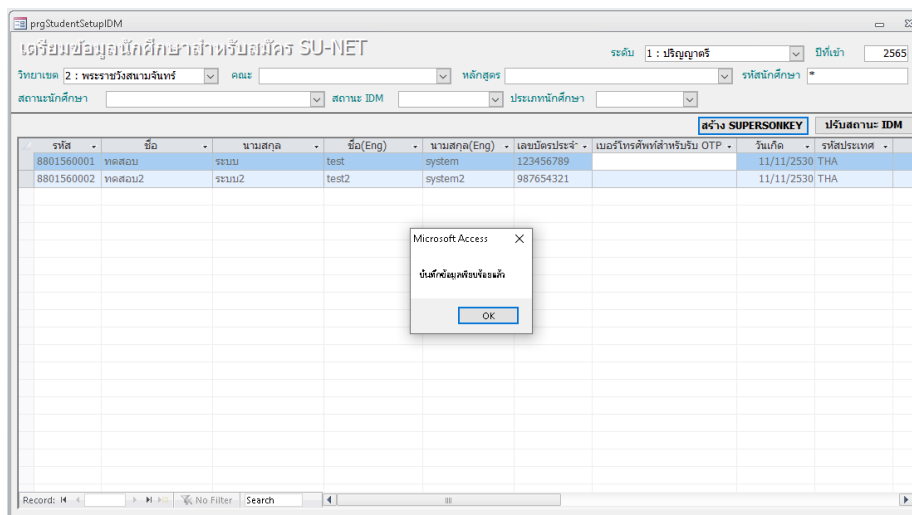 prgStudentSetupIDM
เตรียมข้อมูลนักศึกษาสำหรับสมัคร SU-NET
ระดับ 1 : ปริญญาตรี ปีที่เข้า 2565
วิทยาเขต 2 : พระราชวังสนามจันทร์ คณะ หลักสูตร รหัสนักศึกษา *
สถานะนักศึกษา สถานะ IDM ประเภทนักศึกษา
สร้าง SUPERSONKEY ปรับสถานะ IDM
รหัส ชื่อ นามสกุล ชื่อ(Eng) นามสกุล(Eng) เลขบัตรประจำ เบอร์โทรศัพท์สำหรับรับ OTP วันเกิด รหัสประเทศ
8801560001 ทดสอบ ระบบ test system 123456789 11/11/2530 THA
8801560002 ทดสอบ2 ระบบ2 test2 system2 987654321 11/11/2530 THA
Microsoft Access
บันทึกข้อมูลเรียบร้อยแล้ว
OK
Record: No Filter Search